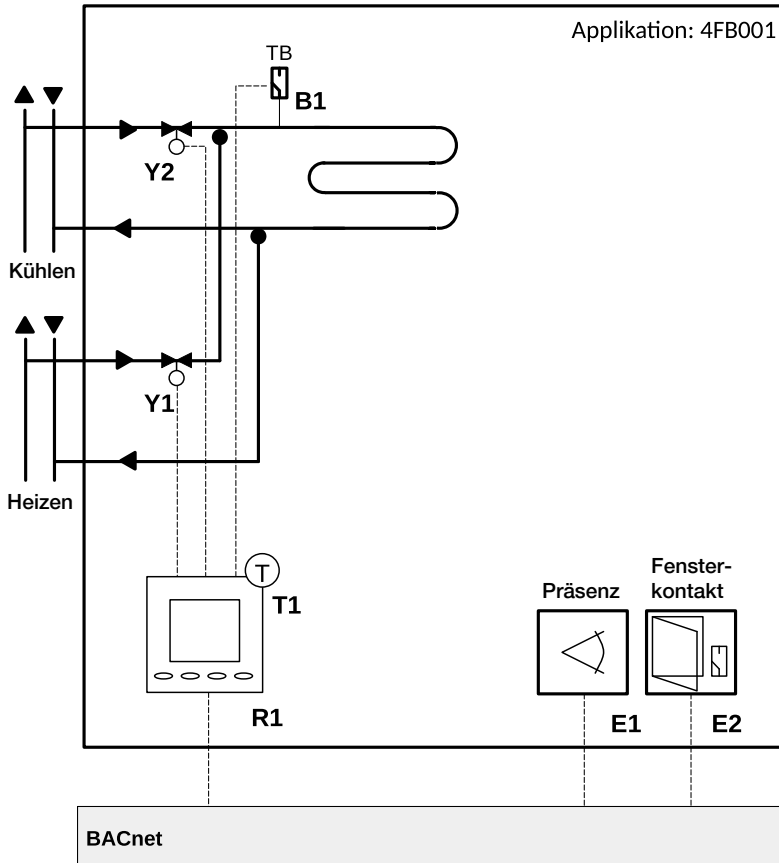 Applikation: 4FB001
TB
B1
Y2
Kühlen
Y1
Heizen
T
T1
R1
Präsenz
Fenster-
kontakt
E1
E2
BACnet